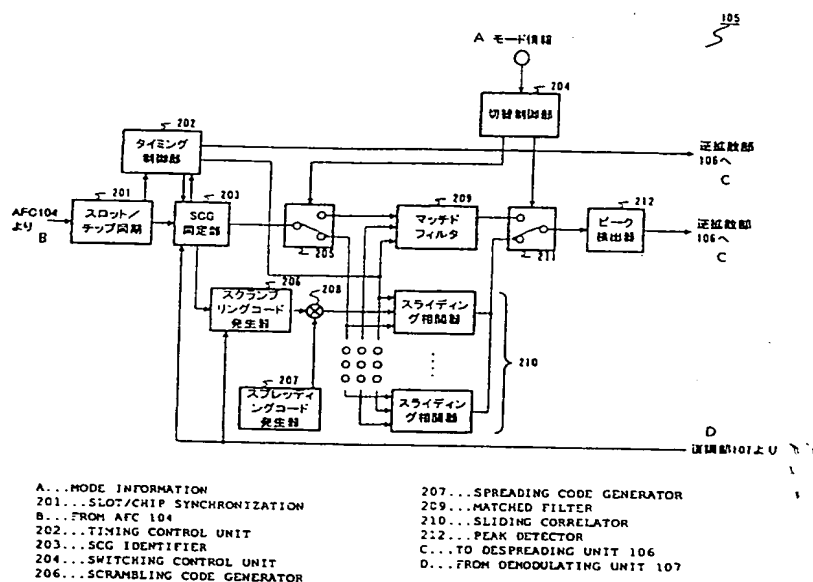 105
A モード情報
204
切替制御部
202
タイミング
制御部
逆拡散部
106へ
C
201
203
209
212
AFC104
より
B
スロット/
チップ同期
SCG
同定器
マッチド
フィルタ
ピーク
検出器
逆拡散部
106へ
C
205
211
206
208
スクランブ
リングコード
発生器
スライディ
ング相関器
210
207
スプレッディ
ングコード
発生器
スライディ
ング相関器
D
復調部107より
A...MODE INFORMATION
201...SLOT/CHIP SYNCHRONIZATION
B...FROM AFC 104
202...TIMING CONTROL UNIT
203...SCG IDENTIFIER
204...SWITCHING CONTROL UNIT
206...SCRAMBLING CODE GENERATOR
207...SPREADING CODE GENERATOR
209...MATCHED FILTER
210...SLIDING CORRELATOR
212...PEAK DETECTOR
C...TO DESPREADING UNIT 106
D...FROM DEMODULATING UNIT 107